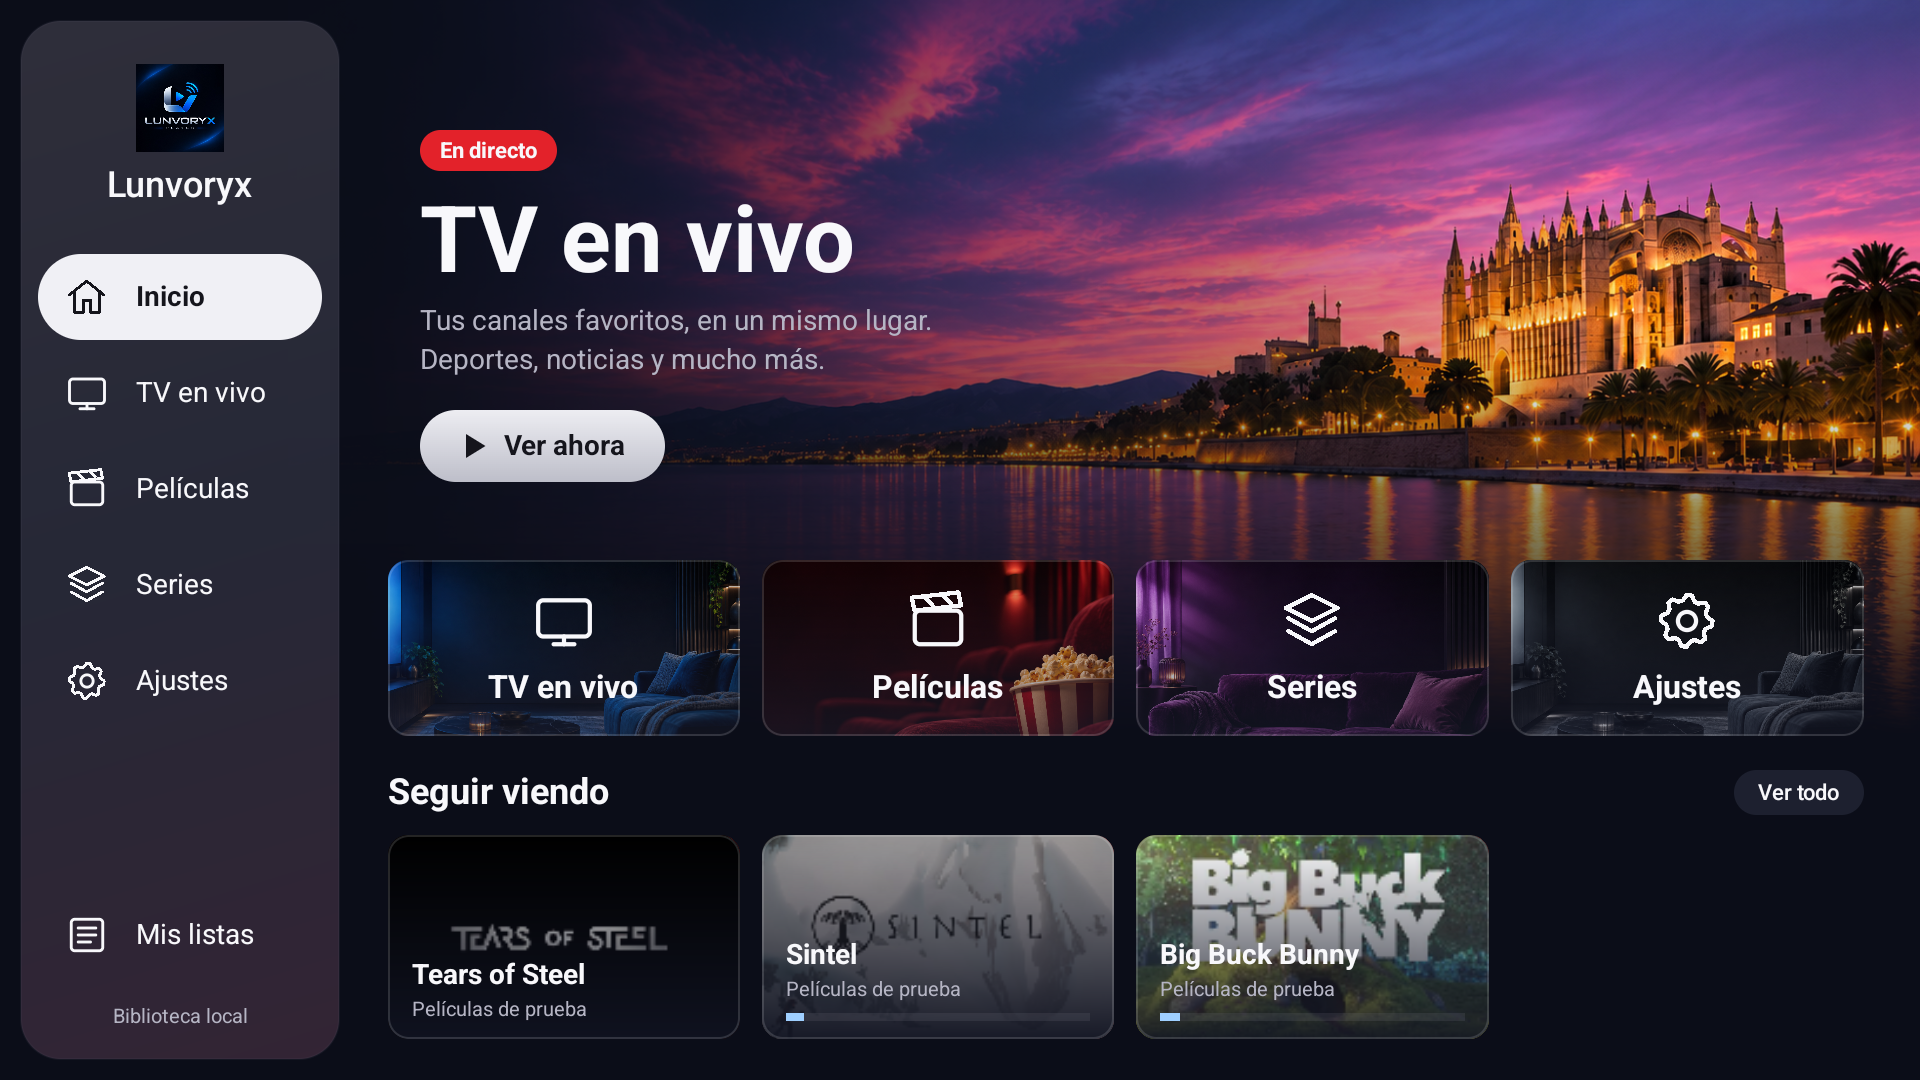 LUNVORYX
Lunvoryx
Inicio
TV en vivo
Películas
Series
Ajustes
Mis listas
Biblioteca local
En directo
TV en vivo
Tus canales favoritos, en un mismo lugar.
Deportes, noticias y mucho más.
Ver ahora
TV en vivo
Películas
Series
Ajustes
Seguir viendo
Ver todo
TEARS OF STEEL
Tears of Steel
Películas de prueba
SINTEL
Sintel
Películas de prueba
Big Buck
BUNNY
Big Buck Bunny
Películas de prueba